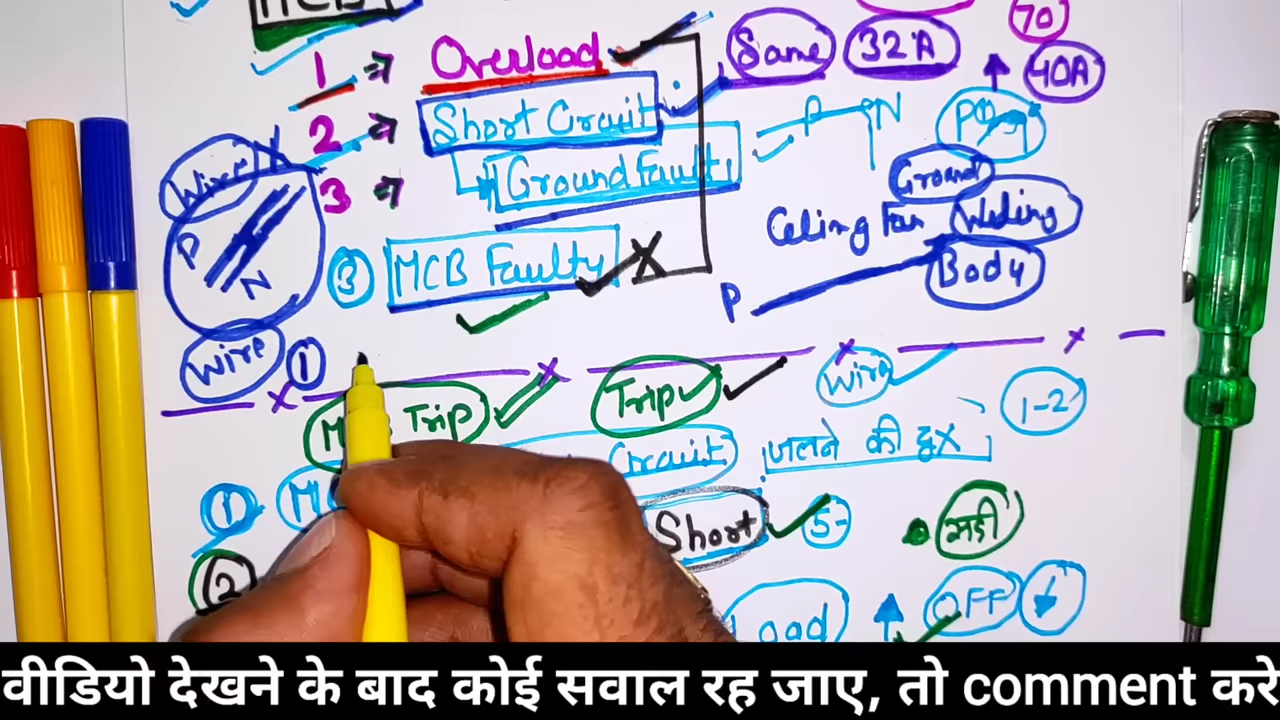 MCB
70
1 ⇒ Overload Same 32A 40A
2 ⇒ Short Circuit P N
3 ⇒ Ground Fault Ground
Wire X
P N
Celing Fan Widing
③ MCB Faulty X Body
P
Wire ①
Trip Trip Wire 1-2
① M Circuit जलने की बू X
② Short 5- सही
Load OFF
वीडियो देखने के बाद कोई सवाल रह जाए, तो comment करे